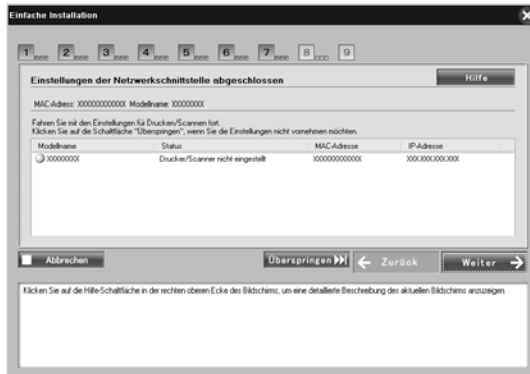 Einfache Installation
1 2 3 4 5 6 7 8 9
Einstellungen der Netzwerkschnittstelle abgeschlossen
Hilfe
MAC-Adress: XXXXXXXXXXXX Modellname: XXXXXXXX
Fahren Sie mit den Einstellungen für Drucken/Scannen fort.
Klicken Sie auf die Schaltfläche "Überspringen", wenn Sie die Einstellungen nicht vornehmen möchten.
Modellname Status MAC-Adresse IP-Adresse
XXXXXXXX Drucker/Scanner nicht eingestellt XXXXXXXXXXXX XXX.XXX.XXX.XXX
Abbrechen Überspringen Zurück Weiter
Klicken Sie auf die Hilfe-Schaltfläche in der rechten oberen Ecke des Bildschirms, um eine detaillierte Beschreibung des aktuellen Bildschirms anzuzeigen.